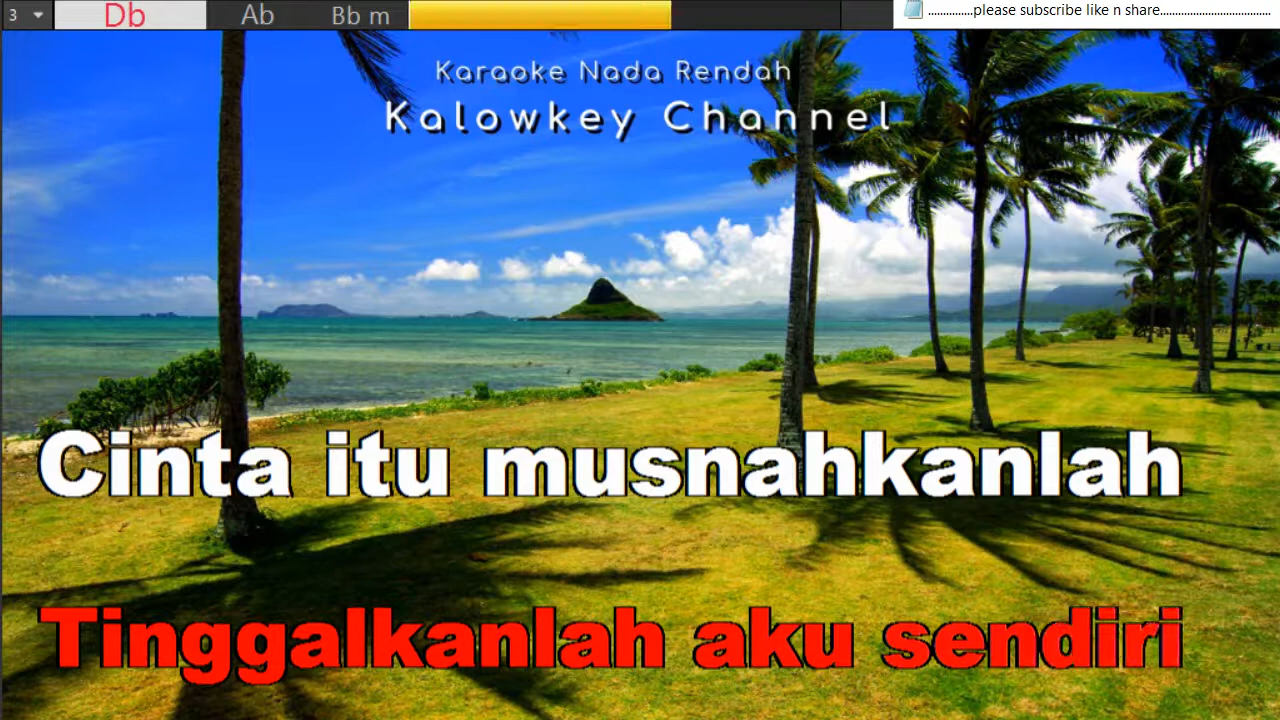 3 Db Ab Bb m
..............please subscribe like n share...................................
Karaoke Nada Rendah
Kalowkey Channel
Cinta itu musnahkanlah
Tinggalkanlah aku sendiri